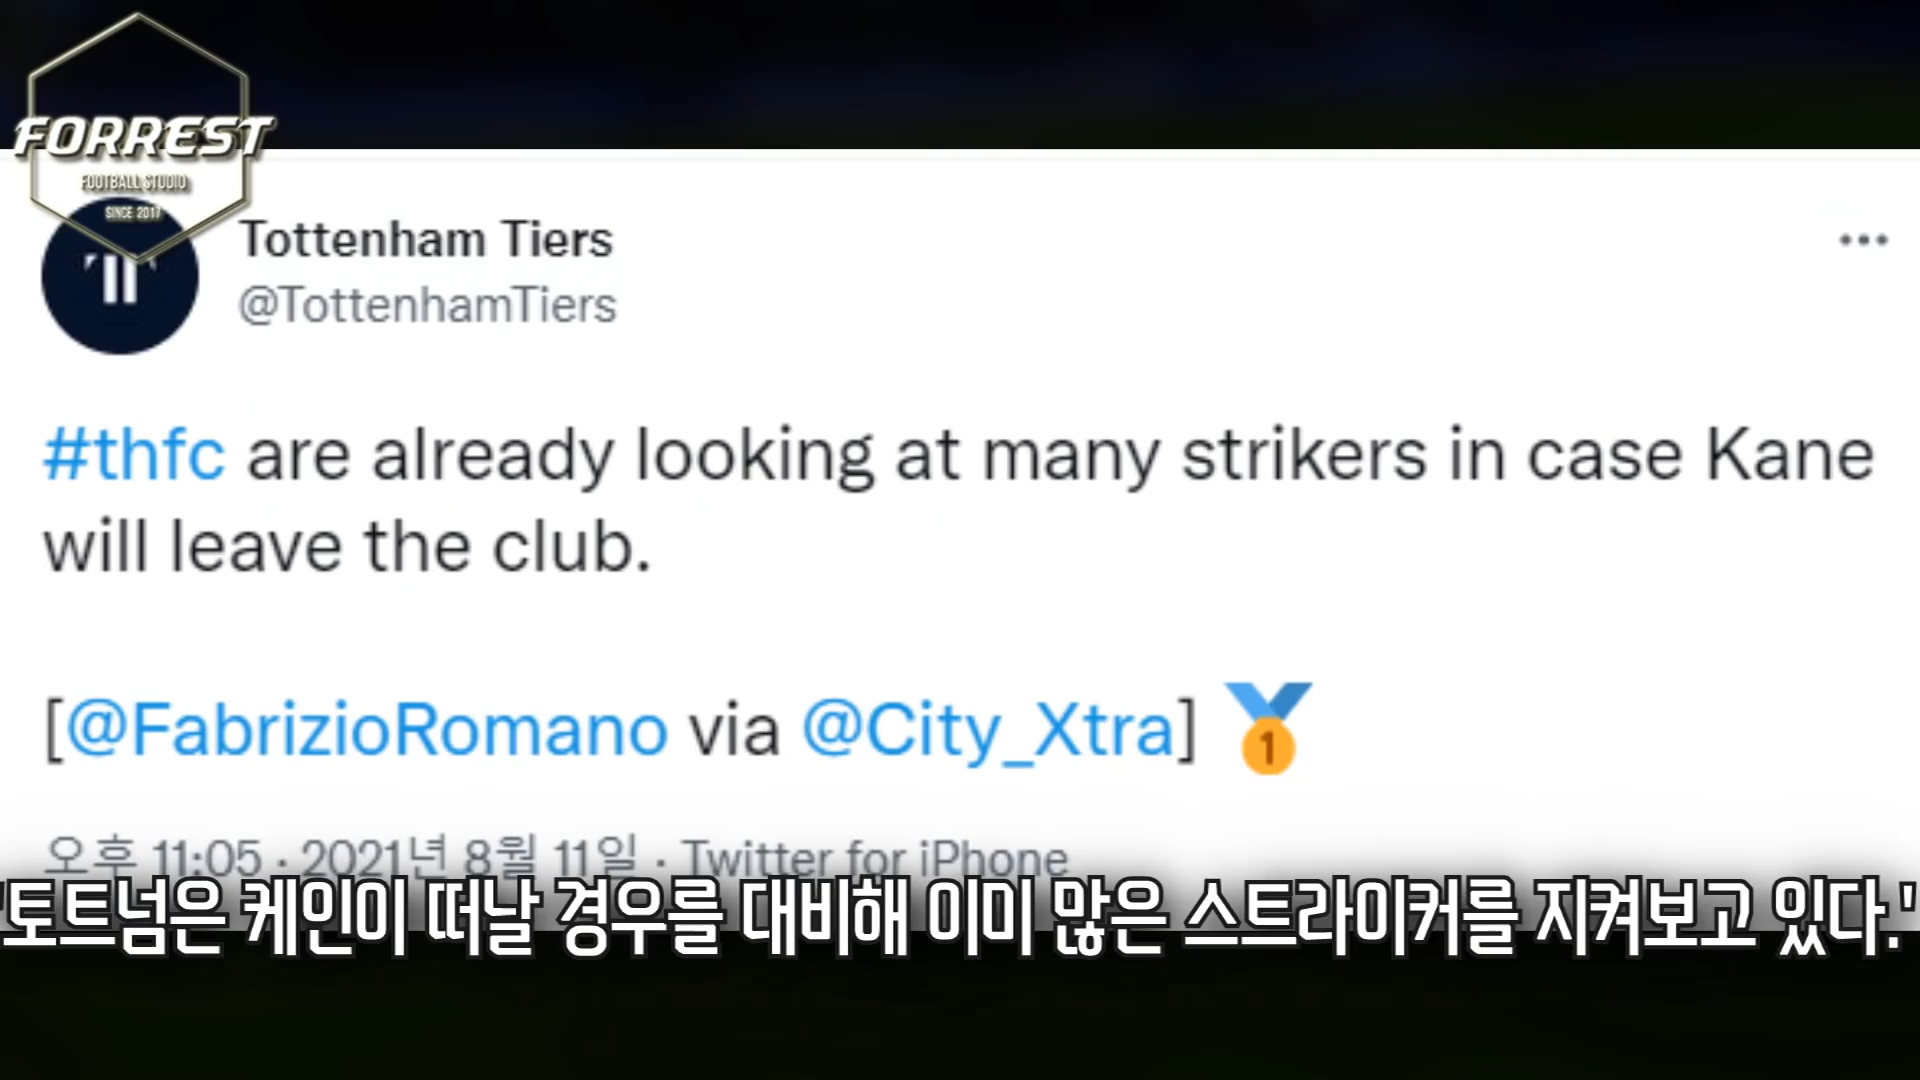 FORREST
FOOTBALL STUDIO
SINCE 2017
Tottenham Tiers
@TottenhamTiers
#thfc are already looking at many strikers in case Kane
will leave the club.
[@FabrizioRomano via @City_Xtra] 🥇
오후 11:05 · 2021년 8월 11일 · Twitter for iPhone
'토트넘은 케인이 떠날 경우를 대비해 이미 많은 스트라이커를 지켜보고 있다.'